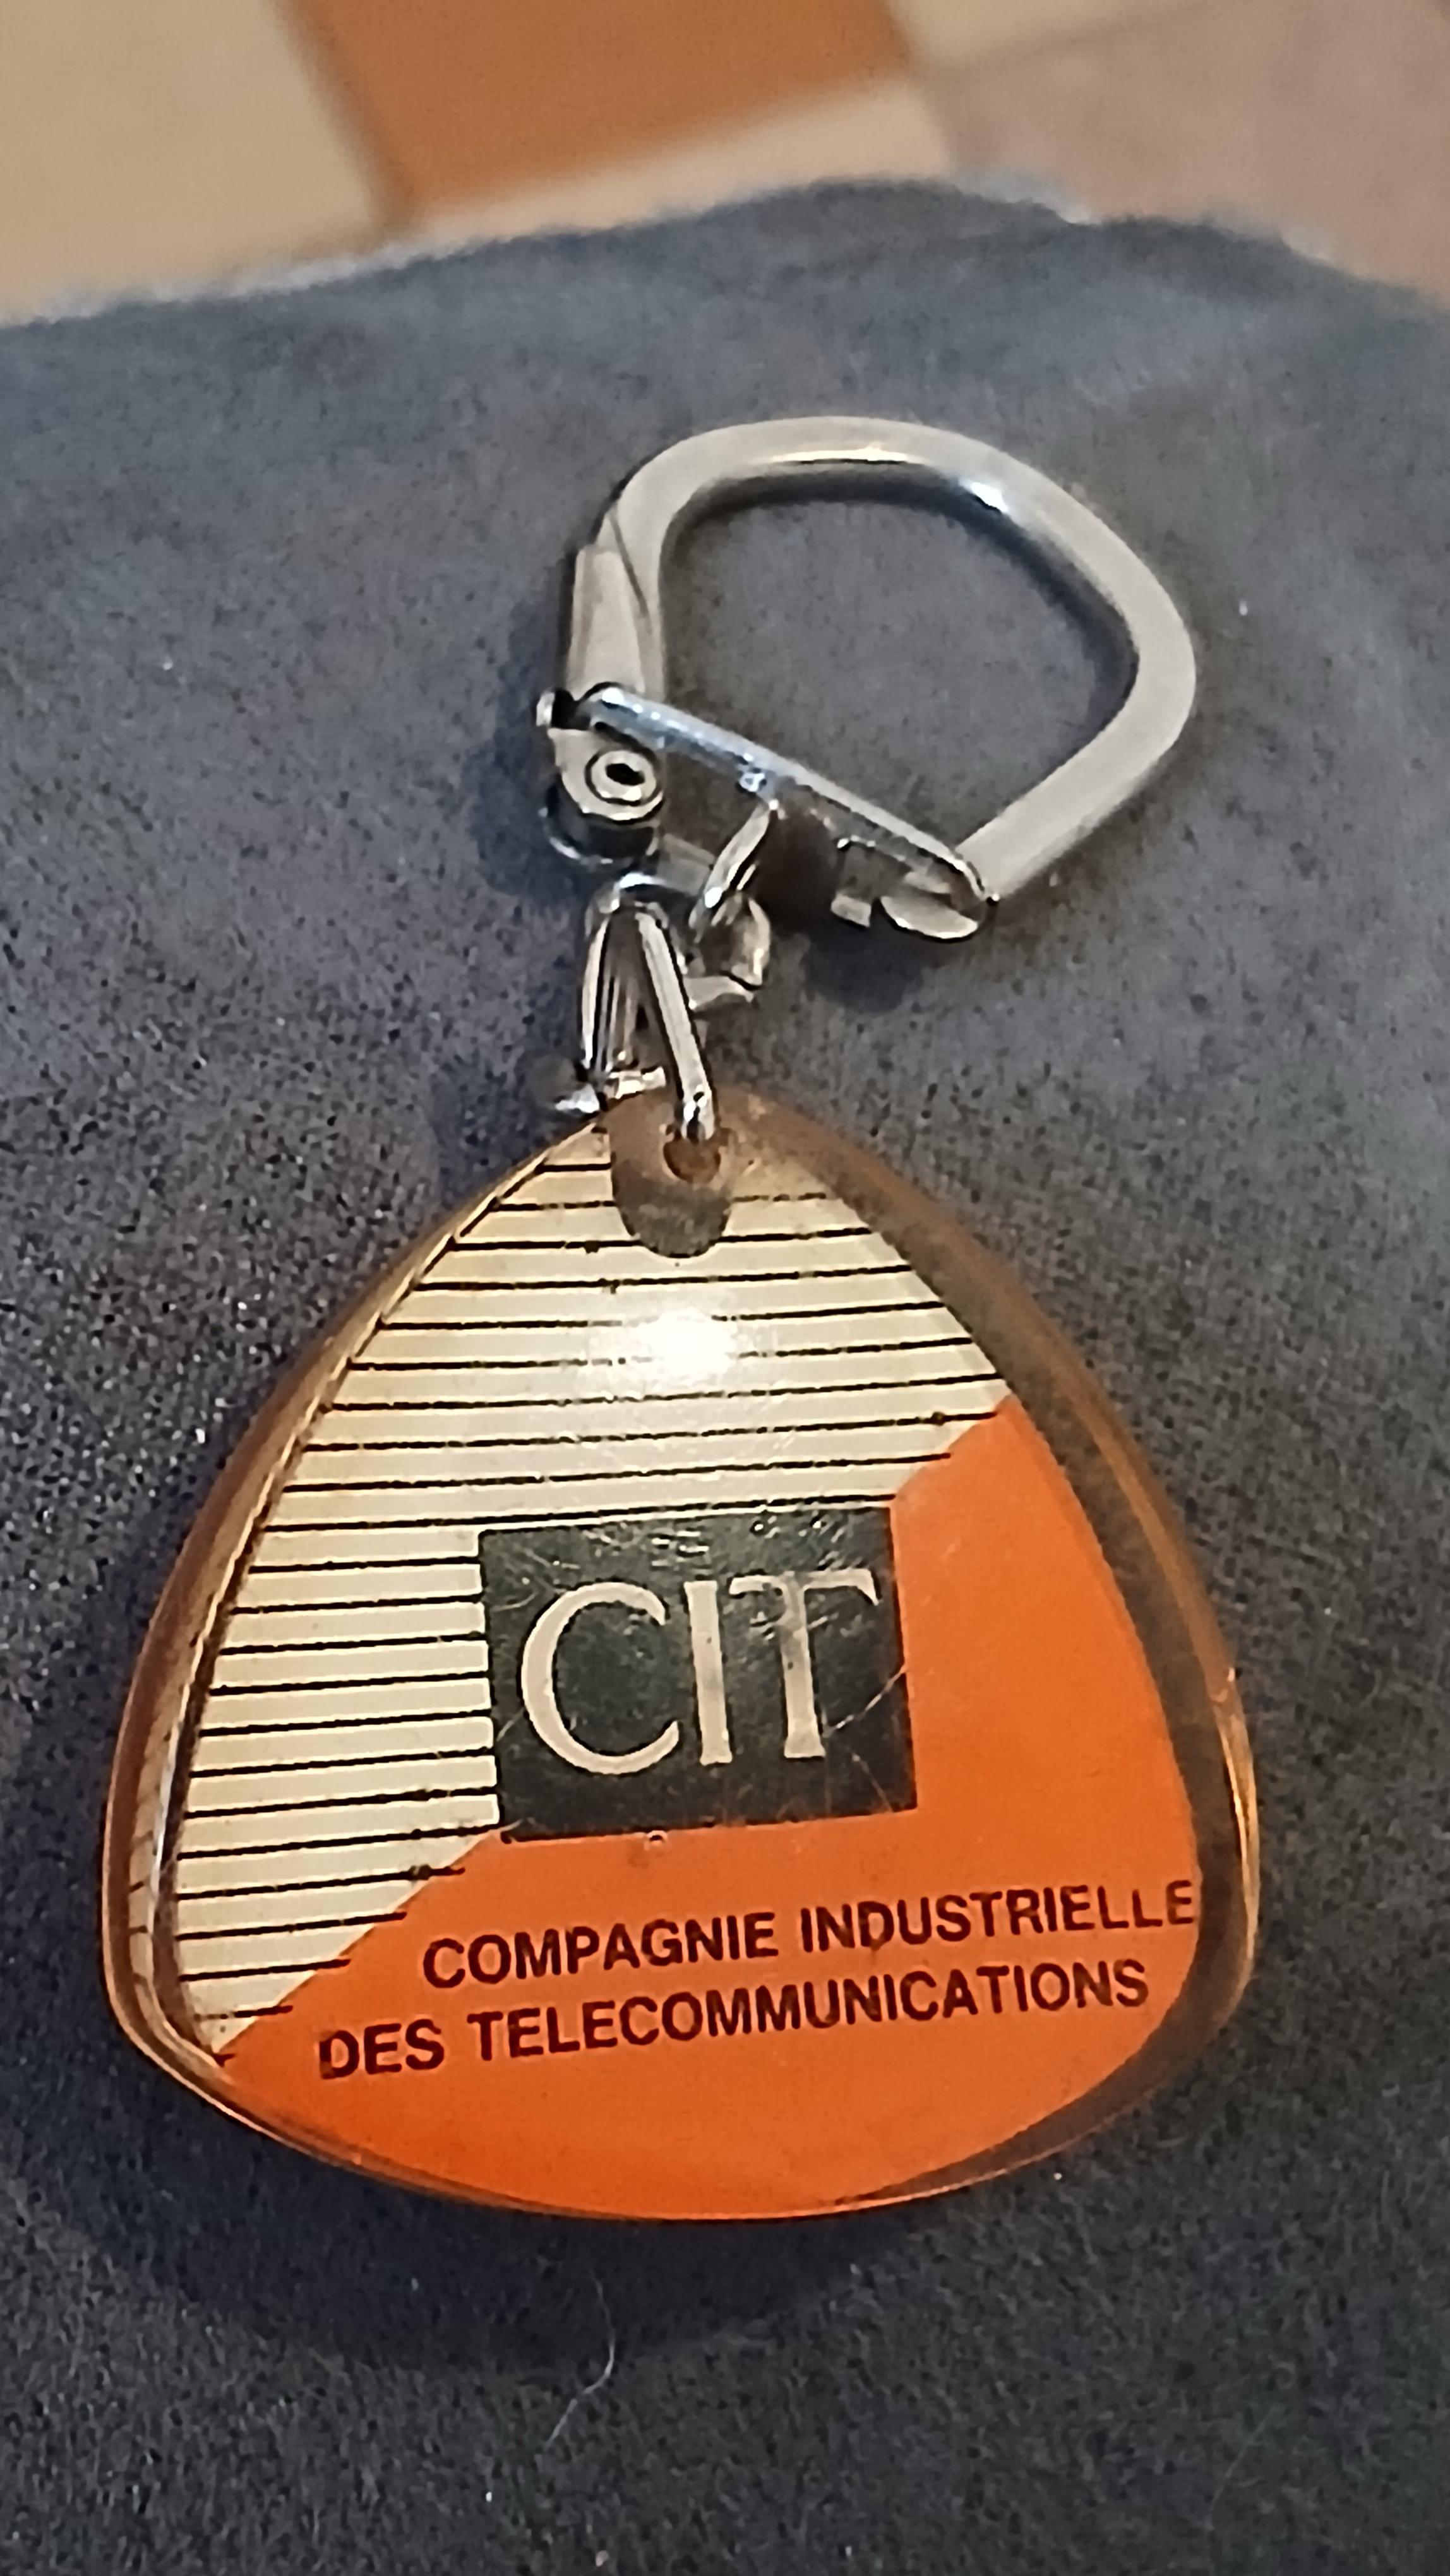 CIT
COMPAGNIE INDUSTRIELLE
DES TELECOMMUNICATIONS